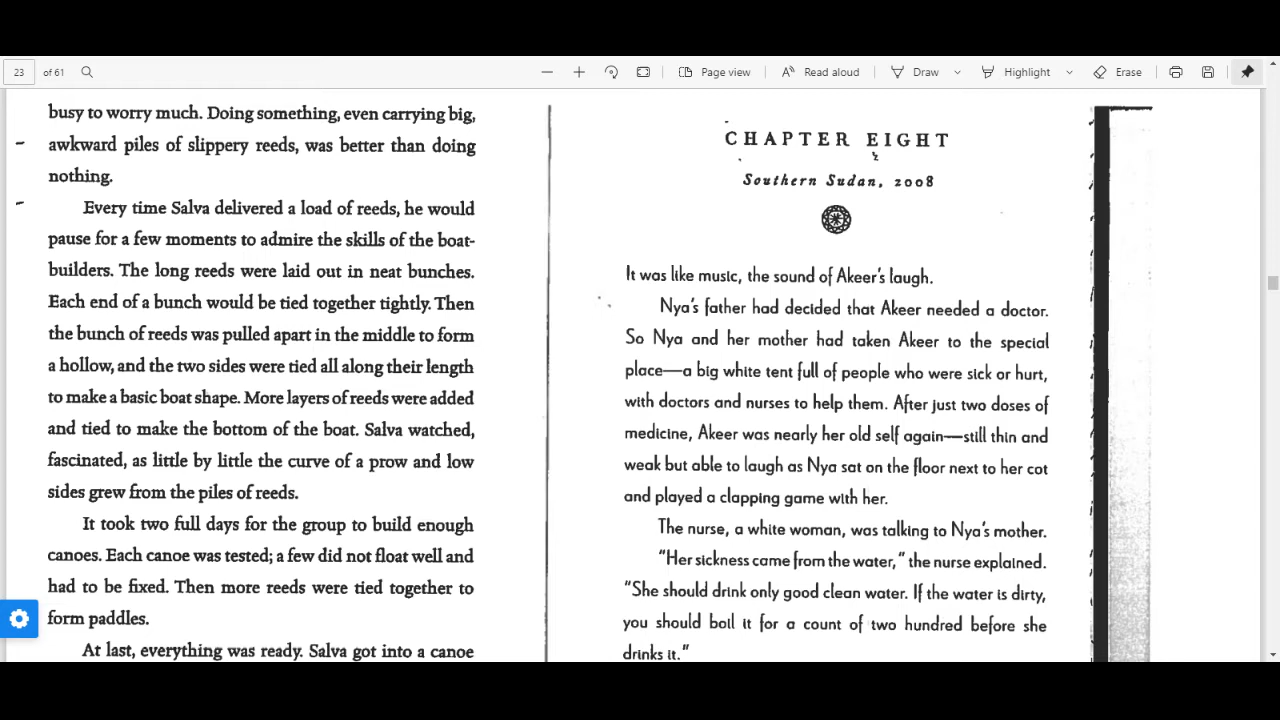 23 of 61 Page view Read aloud Draw Highlight Erase
busy to worry much. Doing something, even carrying big,
awkward piles of slippery reeds, was better than doing
nothing.
Every time Salva delivered a load of reeds, he would
pause for a few moments to admire the skills of the boat-
builders. The long reeds were laid out in neat bunches.
Each end of a bunch would be tied together tightly. Then
the bunch of reeds was pulled apart in the middle to form
a hollow, and the two sides were tied all along their length
to make a basic boat shape. More layers of reeds were added
and tied to make the bottom of the boat. Salva watched,
fascinated, as little by little the curve of a prow and low
sides grew from the piles of reeds.
It took two full days for the group to build enough
canoes. Each canoe was tested; a few did not float well and
had to be fixed. Then more reeds were tied together to
form paddles.
At last, everything was ready. Salva got into a canoe
CHAPTER EIGHT
Southern Sudan, 2008
It was like music, the sound of Akeer's laugh.
Nya's father had decided that Akeer needed a doctor.
So Nya and her mother had taken Akeer to the special
place—a big white tent full of people who were sick or hurt,
with doctors and nurses to help them. After just two doses of
medicine, Akeer was nearly her old self again—still thin and
weak but able to laugh as Nya sat on the floor next to her cot
and played a clapping game with her.
The nurse, a white woman, was talking to Nya's mother.
"Her sickness came from the water," the nurse explained.
"She should drink only good clean water. If the water is dirty,
you should boil it for a count of two hundred before she
drinks it."